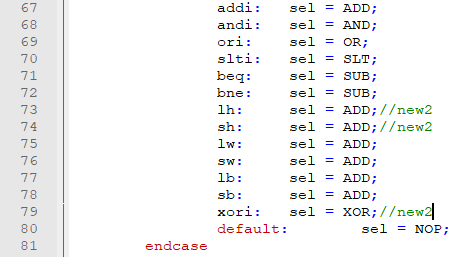 67 addi: sel = ADD;
68 andi: sel = AND;
69 ori: sel = OR;
70 slti: sel = SLT;
71 beq: sel = SUB;
72 bne: sel = SUB;
73 lh: sel = ADD;//new2
74 sh: sel = ADD;//new2
75 lw: sel = ADD;
76 sw: sel = ADD;
77 lb: sel = ADD;
78 sb: sel = ADD;
79 xori: sel = XOR;//new2
80 default: sel = NOP;
81 endcase